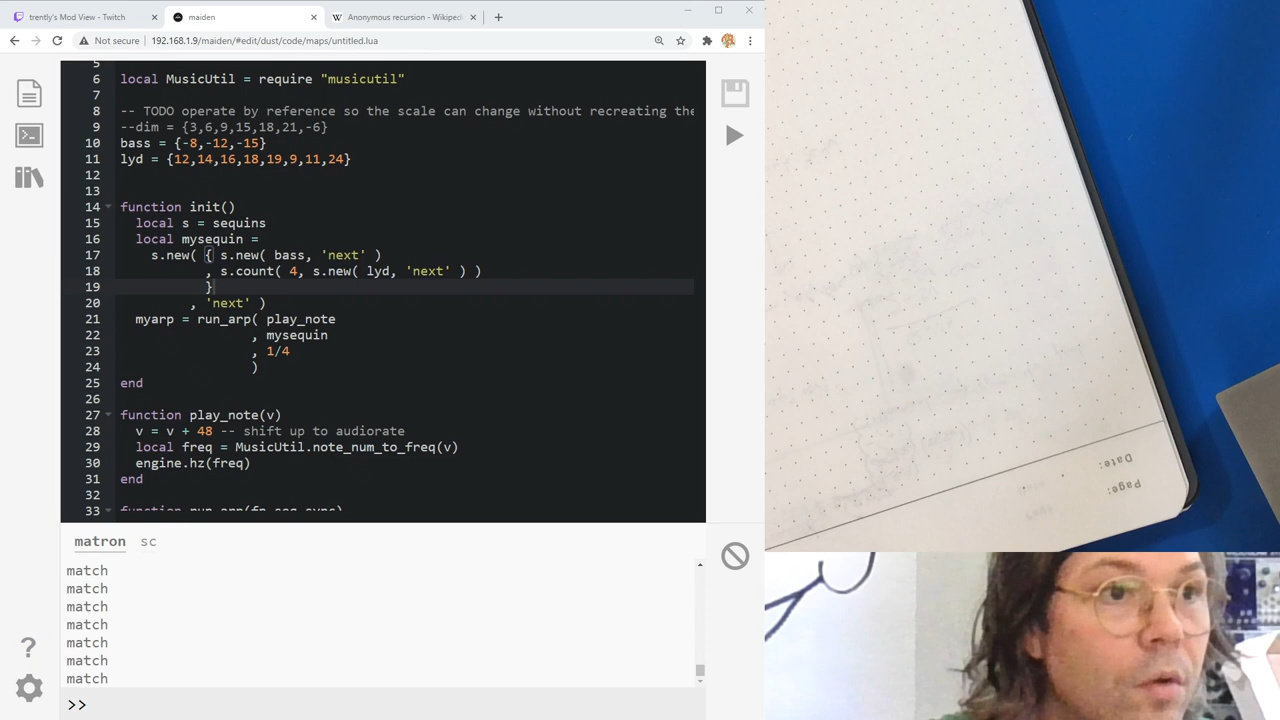 trently's Mod View - Twitch
maiden
Anonymous recursion - Wikiped
Not secure
192.168.1.9/maiden/#edit/dust/code/maps/untitled.lua
5
6 local MusicUtil = require "musicutil"
7
8 -- TODO operate by reference so the scale can change without recreating the
9 --dim = {3,6,9,15,18,21,-6}
10 bass = {-8,-12,-15}
11 lyd = {12,14,16,18,19,9,11,24}
12
13
14 function init()
15 local s = sequins
16 local mysequin =
17 s.new( { s.new( bass, 'next' )
18 , s.count( 4, s.new( lyd, 'next' ) )
19 }
20 , 'next' )
21 myarp = run_arp( play_note
22 , mysequin
23 , 1/4
24 )
25 end
26
27 function play_note(v)
28 v = v + 48 -- shift up to audiorate
29 local freq = MusicUtil.note_num_to_freq(v)
30 engine.hz(freq)
31 end
32
33 function run_arp(fn,seq,sync)
matron sc
match
match
match
match
match
match
match
>>
Date:
Page: